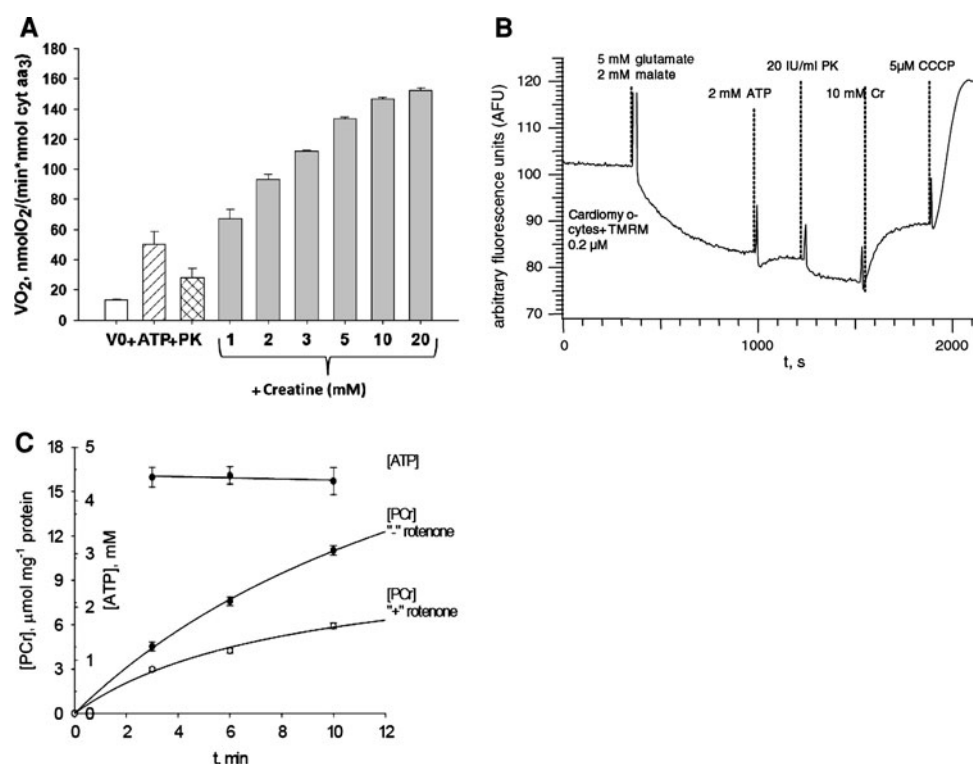 A
VO2, nmolO2/(min*nmol cyt aa3)
180
160
140
120
100
80
60
40
20
0
V0+ATP+PK
1 2 3 5 10 20
+ Creatine (mM)
B
arbitrary fluorescence units (AFU)
120
110
100
90
80
70
5 mM glutamate
2 mM malate
2 mM ATP
20 IU/ml PK
10 mM Cr
5µM CCCP
Cardiomyo o-
cytes+ TMRM
0.2 µM
0 1000 2000
t, s
C
[PCr], µmol mg-1 protein
18
15
12
9
6
3
0
[ATP], mM
5
4
3
2
1
0
[ATP]
[PCr]
"-" rotenone
[PCr]
"+" rotenone
0 2 4 6 8 10 12
t, min